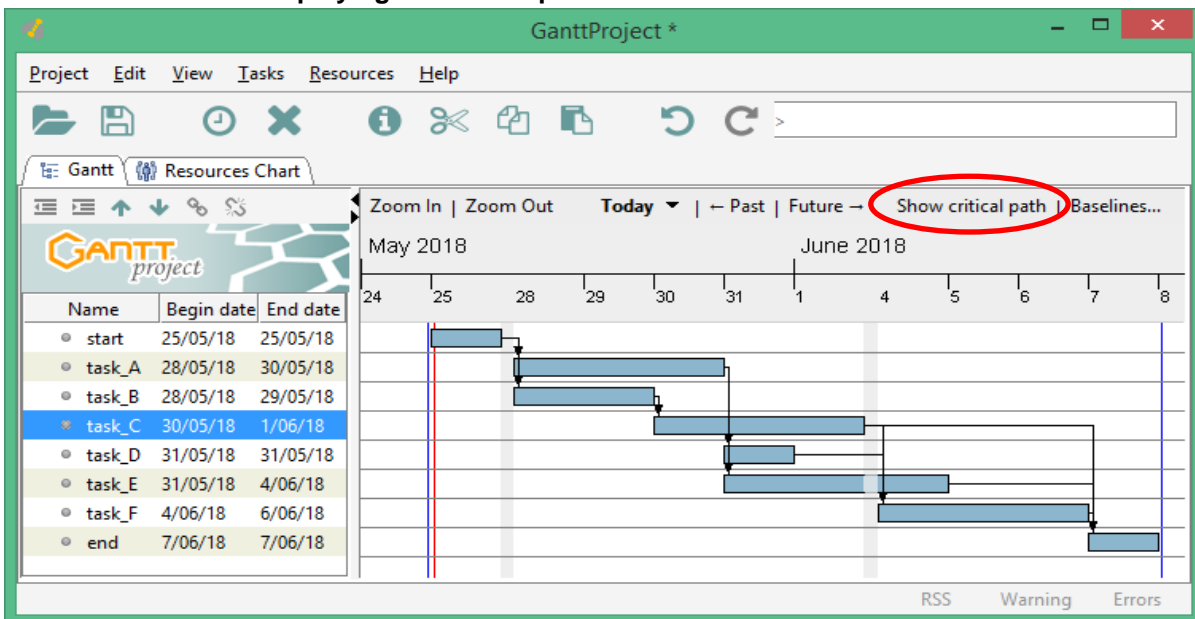 GanttProject *
Project Edit View Tasks Resources Help
>
Gantt Resources Chart
Zoom In | Zoom Out Today | ← Past | Future → Show critical path | Baselines...
GANTT project
May 2018 June 2018
24 25 28 29 30 31 1 4 5 6 7 8
Name Begin date End date
start 25/05/18 25/05/18
task_A 28/05/18 30/05/18
task_B 28/05/18 29/05/18
task_C 30/05/18 1/06/18
task_D 31/05/18 31/05/18
task_E 31/05/18 4/06/18
task_F 4/06/18 6/06/18
end 7/06/18 7/06/18
RSS Warning Errors